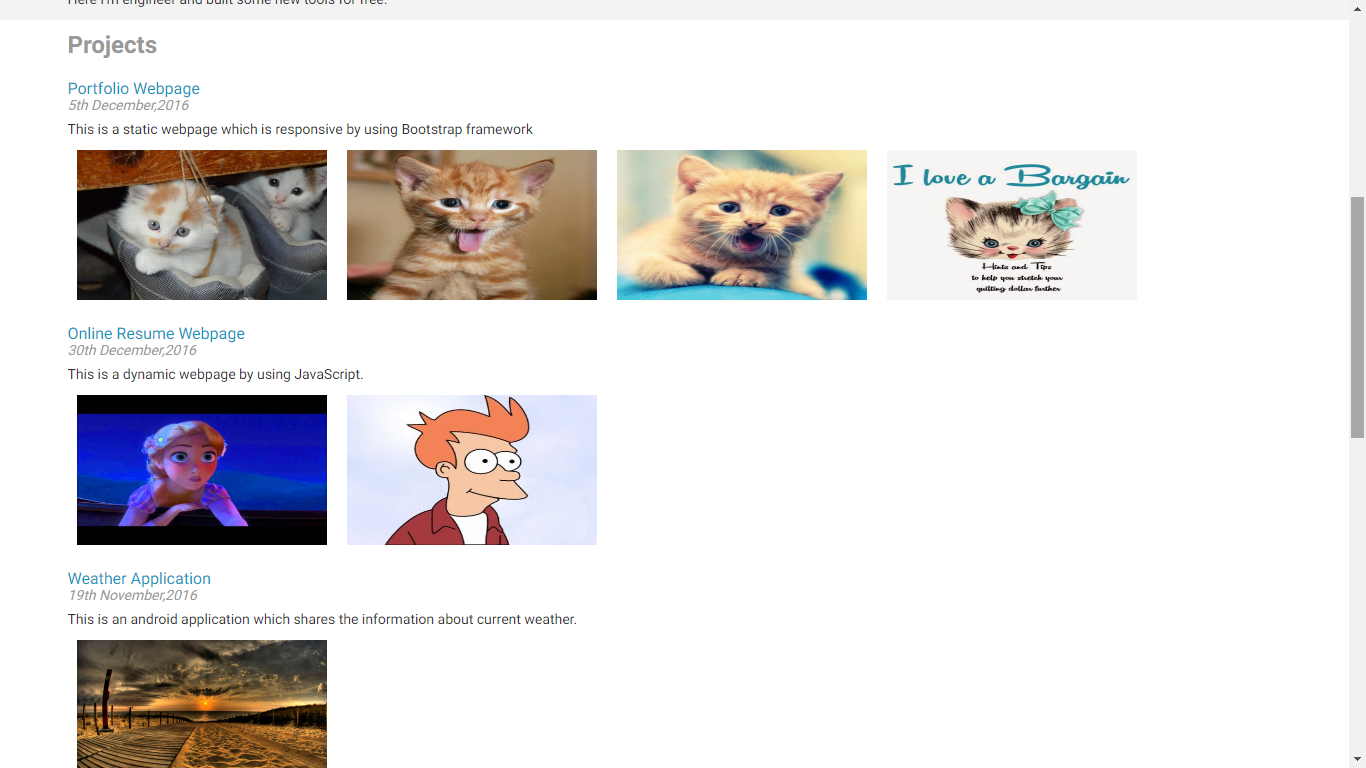 Here I'm engineer and built some new tools for free.
Projects
Portfolio Webpage
5th December,2016
This is a static webpage which is responsive by using Bootstrap framework
I love a Bargain
Hints and Tips
to help you stretch your
quilting dollar further
Online Resume Webpage
30th December,2016
This is a dynamic webpage by using JavaScript.
Weather Application
19th November,2016
This is an android application which shares the information about current weather.